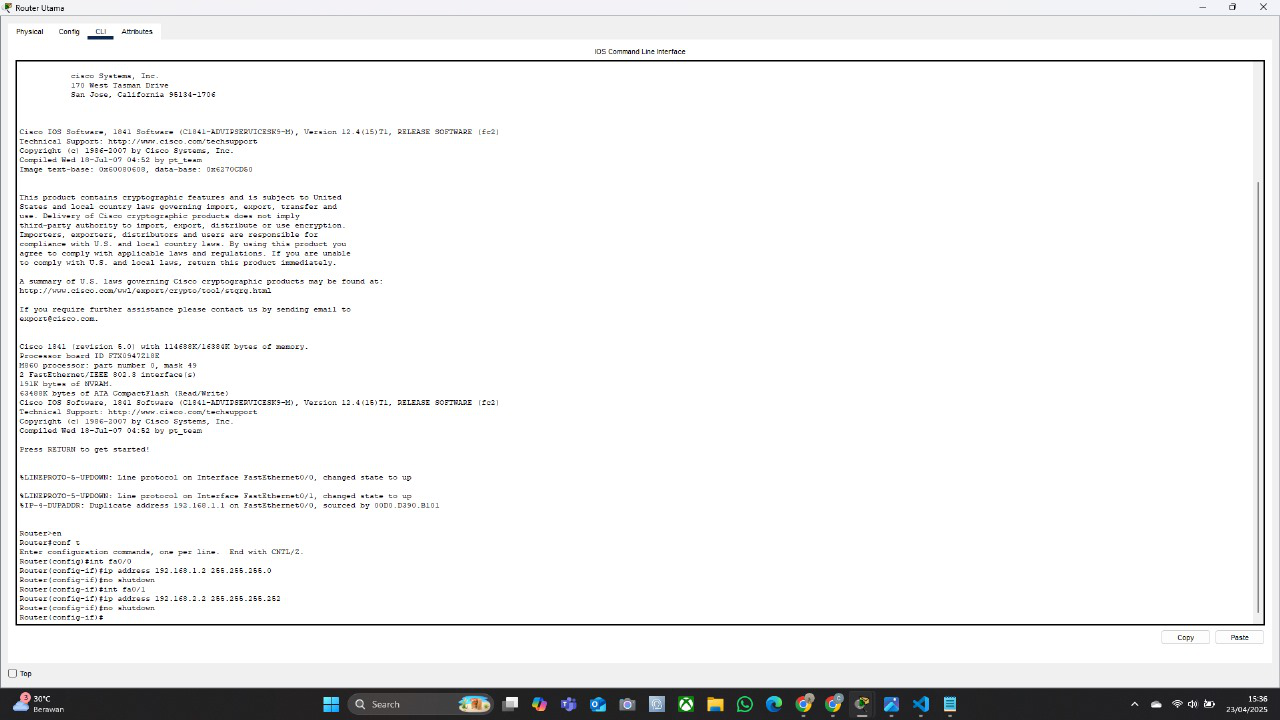 Router Utama
Physical Config CLI Attributes
IOS Command Line Interface
cisco Systems, Inc.
170 West Tasman Drive
San Jose, California 95134-1706
Cisco IOS Software, 1841 Software (C1841-ADVIPSERVICESK9-M), Version 12.4(15)T1, RELEASE SOFTWARE (fc2)
Technical Support: http://www.cisco.com/techsupport
Copyright (c) 1986-2007 by Cisco Systems, Inc.
Compiled Wed 18-Jul-07 04:52 by pt_team
Image text-base: 0x60080608, data-base: 0x6270CD50
This product contains cryptographic features and is subject to United
States and local country laws governing import, export, transfer and
use. Delivery of Cisco cryptographic products does not imply
third-party authority to import, export, distribute or use encryption.
Importers, exporters, distributors and users are responsible for
compliance with U.S. and local country laws. By using this product you
agree to comply with applicable laws and regulations. If you are unable
to comply with U.S. and local laws, return this product immediately.
A summary of U.S. laws governing Cisco cryptographic products may be found at:
http://www.cisco.com/wwl/export/crypto/tool/stqrg.html
If you require further assistance please contact us by sending email to
export@cisco.com.
Cisco 1841 (revision 5.0) with 114688K/16384K bytes of memory.
Processor board ID FTX0947Z18E
M860 processor: part number 0, mask 49
2 FastEthernet/IEEE 802.3 interface(s)
191K bytes of NVRAM.
63488K bytes of ATA CompactFlash (Read/Write)
Cisco IOS Software, 1841 Software (C1841-ADVIPSERVICESK9-M), Version 12.4(15)T1, RELEASE SOFTWARE (fc2)
Technical Support: http://www.cisco.com/techsupport
Copyright (c) 1986-2007 by Cisco Systems, Inc.
Compiled Wed 18-Jul-07 04:52 by pt_team
Press RETURN to get started!
%LINEPROTO-5-UPDOWN: Line protocol on Interface FastEthernet0/0, changed state to up
%LINEPROTO-5-UPDOWN: Line protocol on Interface FastEthernet0/1, changed state to up
%IP-4-DUPADDR: Duplicate address 192.168.1.1 on FastEthernet0/0, sourced by 00D0.D390.B101
Router>en
Router#conf t
Enter configuration commands, one per line. End with CNTL/Z.
Router(config)#int fa0/0
Router(config-if)#ip address 192.168.1.2 255.255.255.0
Router(config-if)#no shutdown
Router(config-if)#int fa0/1
Router(config-if)#ip address 192.168.2.2 255.255.255.252
Router(config-if)#no shutdown
Router(config-if)#
Copy Paste
Top
3 30°C
Berawan
Search
15:36
23/04/2025